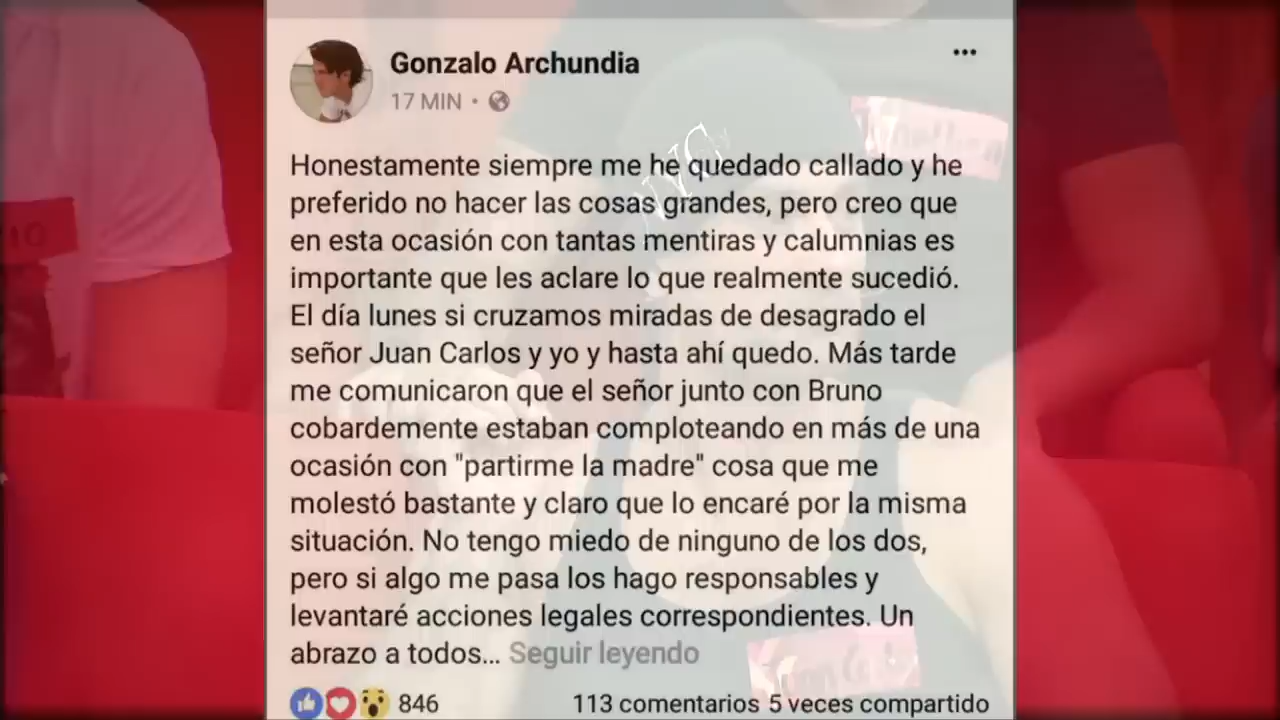 Gonzalo Archundia
17 MIN ·
Honestamente siempre me he quedado callado y he
preferido no hacer las cosas grandes, pero creo que
en esta ocasión con tantas mentiras y calumnias es
importante que les aclare lo que realmente sucedió.
El día lunes si cruzamos miradas de desagrado el
señor Juan Carlos y yo y hasta ahí quedo. Más tarde
me comunicaron que el señor junto con Bruno
cobardemente estaban comploteando en más de una
ocasión con "partirme la madre" cosa que me
molestó bastante y claro que lo encaré por la misma
situación. No tengo miedo de ninguno de los dos,
pero si algo me pasa los hago responsables y
levantaré acciones legales correspondientes. Un
abrazo a todos... Seguir leyendo
846 113 comentarios 5 veces compartido